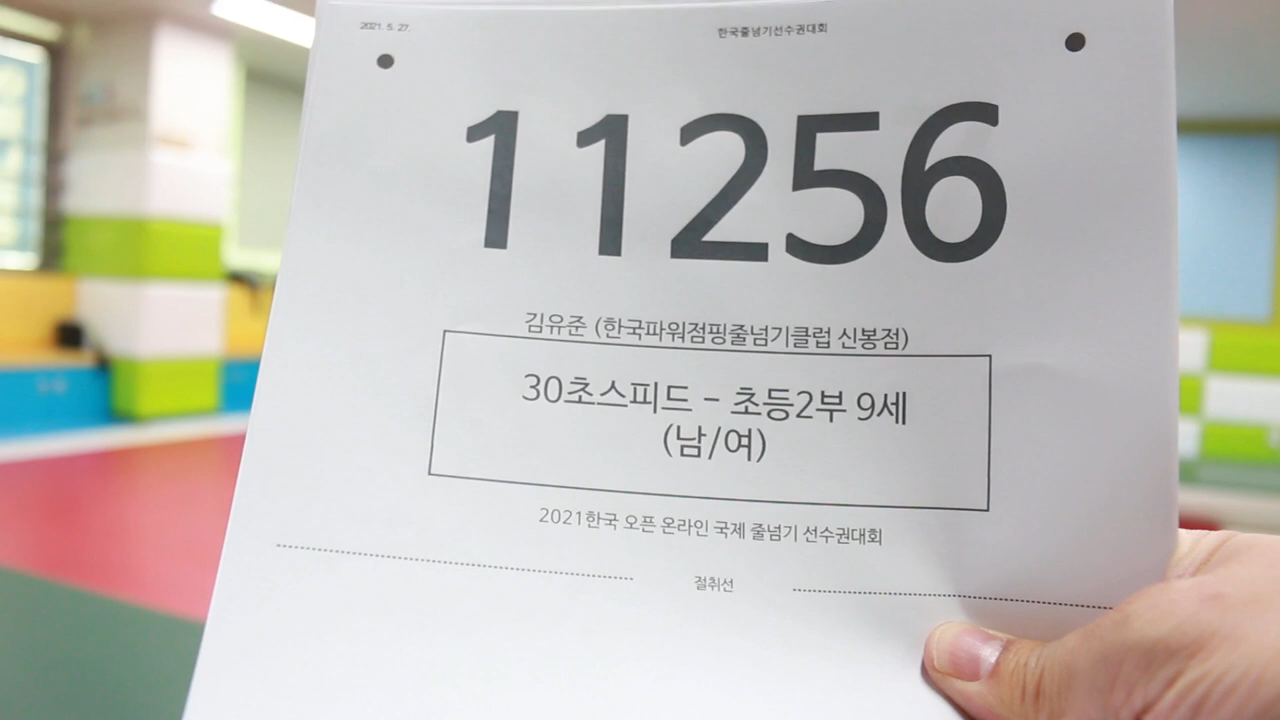 2021. 5. 27.
한국줄넘기선수권대회
11256
김유준 (한국파워점핑줄넘기클럽 신봉점)
30초스피드 - 초등2부 9세
(남/여)
2021한국 오픈 온라인 국제 줄넘기 선수권대회
절취선